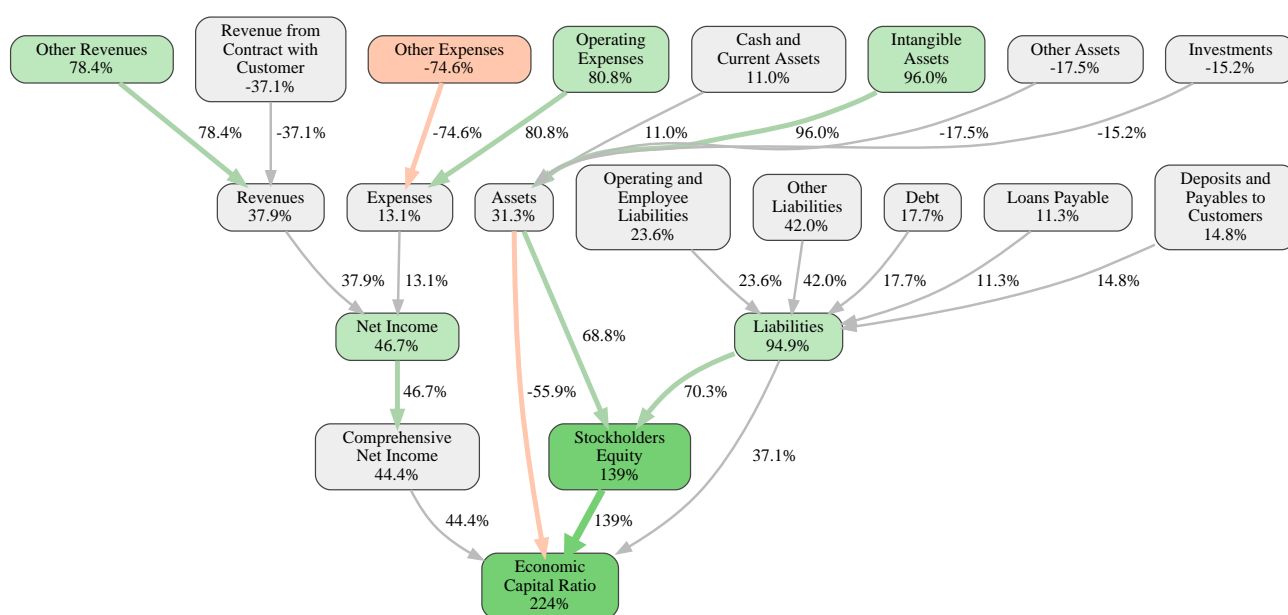 Other Revenues
78.4%
Revenue from
Contract with
Customer
-37.1%
Other Expenses
-74.6%
Operating
Expenses
80.8%
Cash and
Current Assets
11.0%
Intangible
Assets
96.0%
Other Assets
-17.5%
Investments
-15.2%
78.4%
-37.1%
-74.6%
80.8%
11.0%
96.0%
-17.5%
-15.2%
Revenues
37.9%
Expenses
13.1%
Assets
31.3%
Operating and
Employee
Liabilities
23.6%
Other
Liabilities
42.0%
Debt
17.7%
Loans Payable
11.3%
Deposits and
Payables to
Customers
14.8%
37.9%
13.1%
23.6%
42.0%
17.7%
11.3%
14.8%
Net Income
46.7%
68.8%
Liabilities
94.9%
46.7%
-55.9%
70.3%
Comprehensive
Net Income
44.4%
Stockholders
Equity
139%
37.1%
44.4%
139%
Economic
Capital Ratio
224%